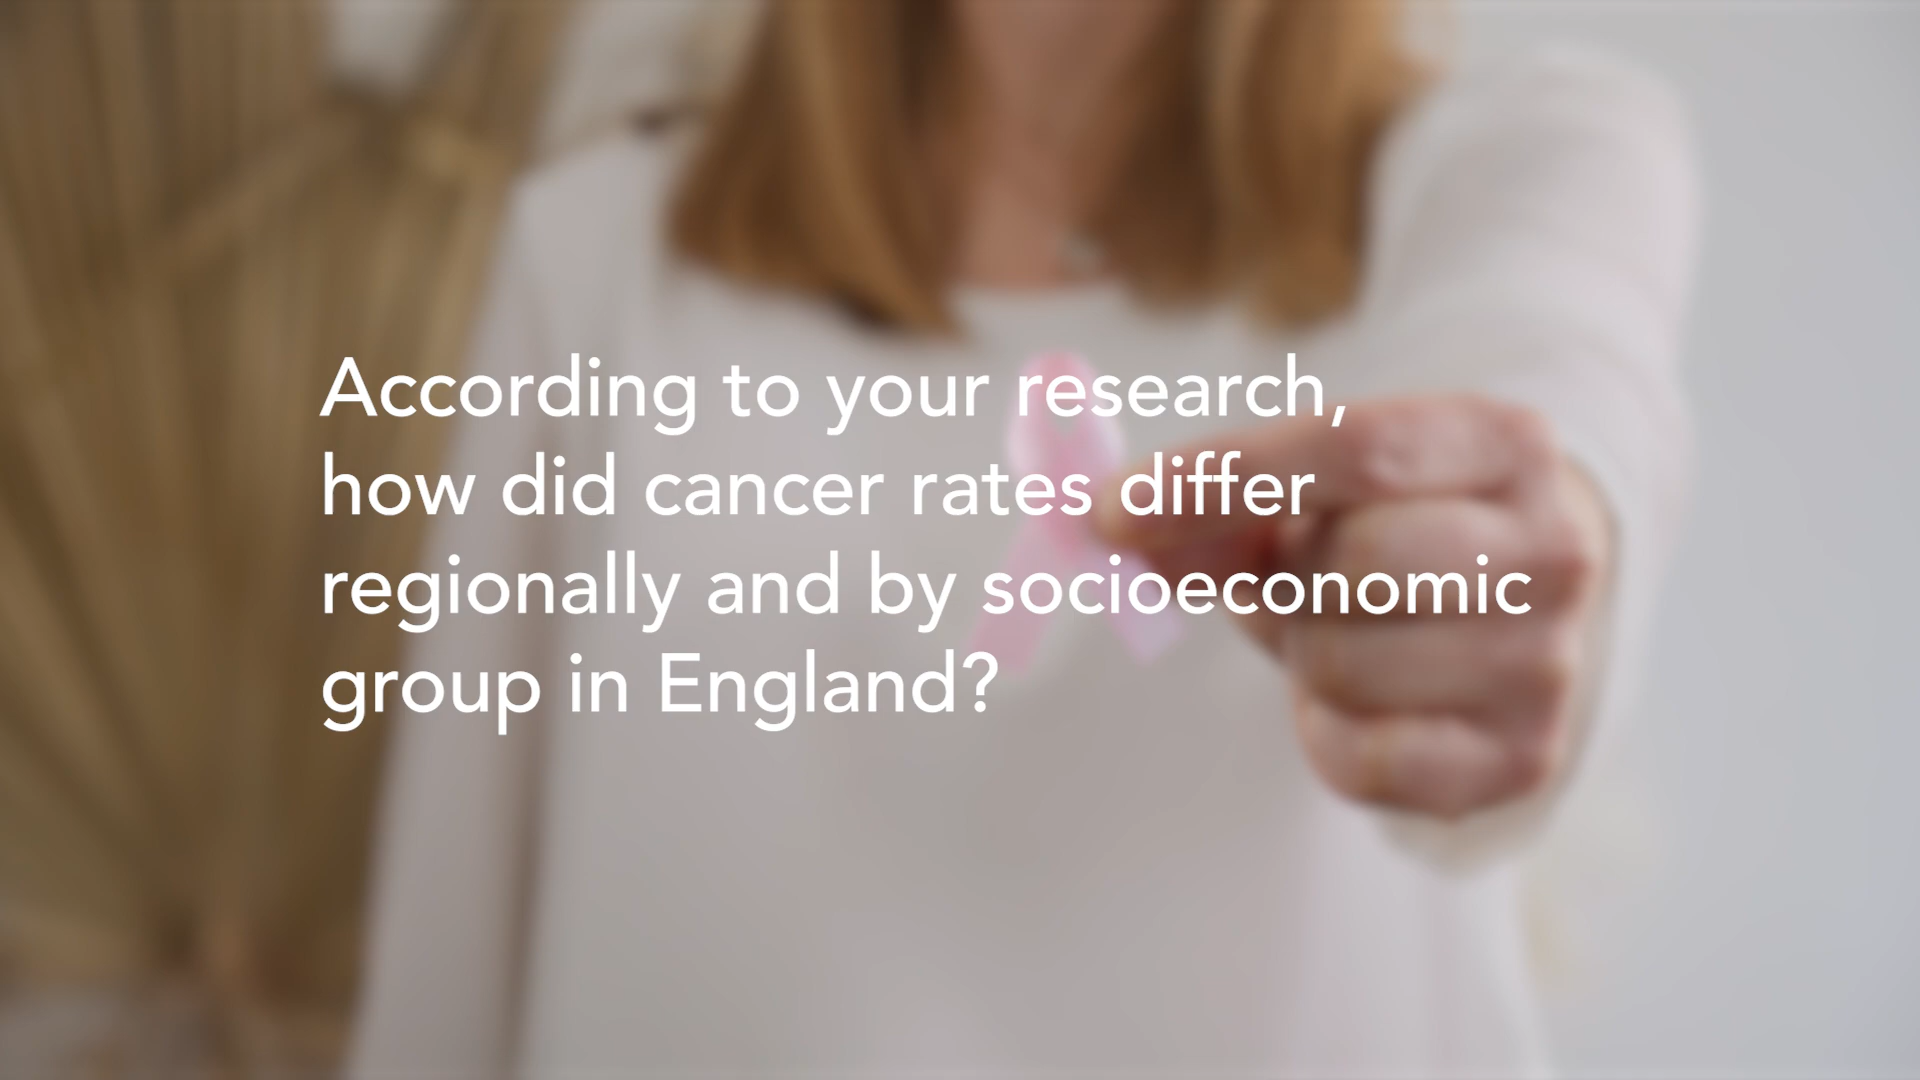 According to your research,
how did cancer rates differ
regionally and by socioeconomic
group in England?